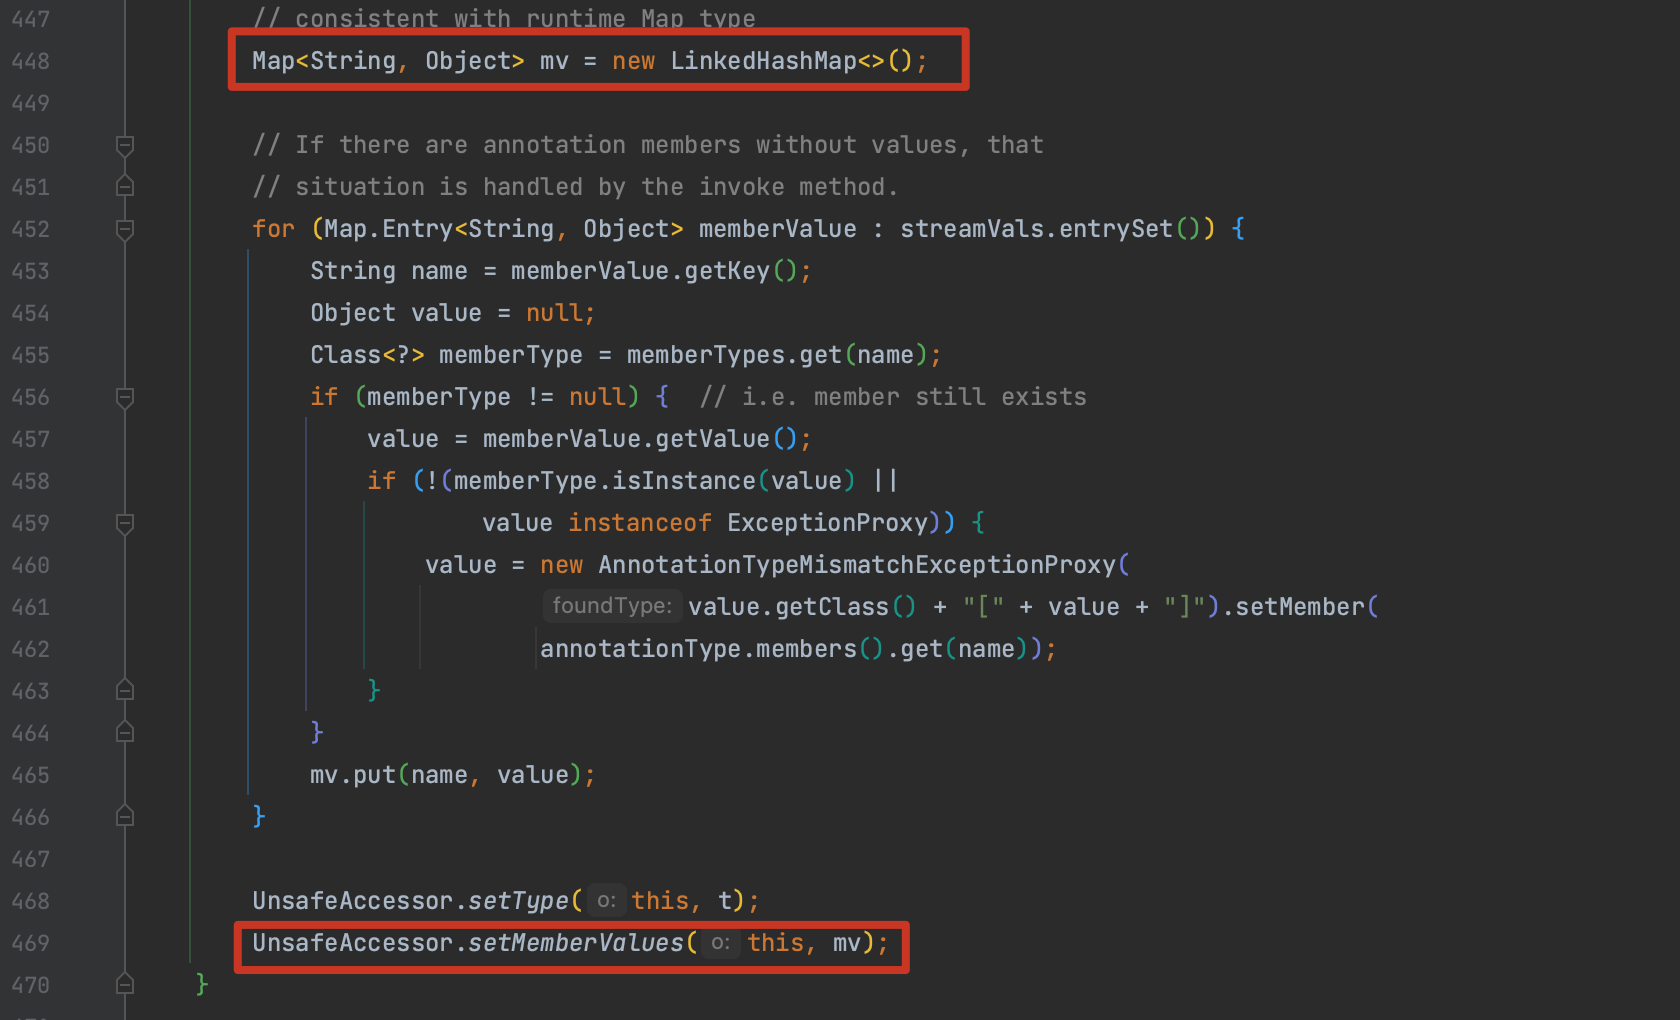 447 // consistent with runtime Map type
448 Map<String, Object> mv = new LinkedHashMap<>();
449
450 // If there are annotation members without values, that
451 // situation is handled by the invoke method.
452 for (Map.Entry<String, Object> memberValue : streamVals.entrySet()) {
453 String name = memberValue.getKey();
454 Object value = null;
455 Class<?> memberType = memberTypes.get(name);
456 if (memberType != null) { // i.e. member still exists
457 value = memberValue.getValue();
458 if (!(memberType.isInstance(value) ||
459 value instanceof ExceptionProxy)) {
460 value = new AnnotationTypeMismatchExceptionProxy(
461 foundType: value.getClass() + "[" + value + "]").setMember(
462 annotationType.members().get(name));
463 }
464 }
465 mv.put(name, value);
466 }
467
468 UnsafeAccessor.setType( o: this, t);
469 UnsafeAccessor.setMemberValues( o: this, mv);
470 }